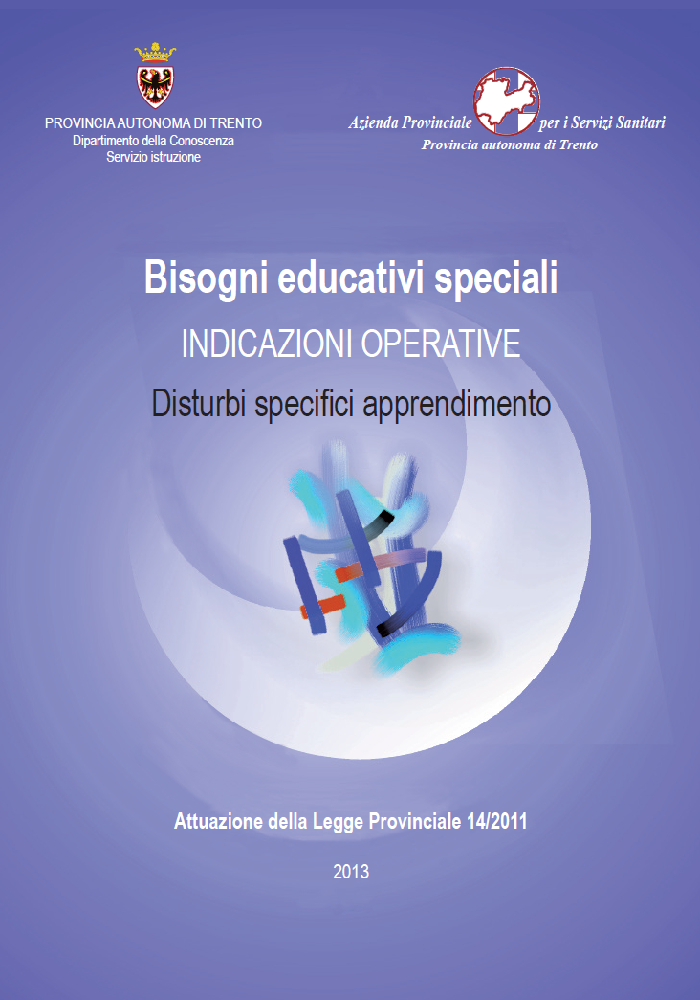 PROVINCIA AUTONOMA DI TRENTO
Dipartimento della Conoscenza
Servizio istruzione
Azienda Provinciale per i Servizi Sanitari
Provincia autonoma di Trento
Bisogni educativi speciali
INDICAZIONI OPERATIVE
Disturbi specifici apprendimento
Attuazione della Legge Provinciale 14/2011
2013